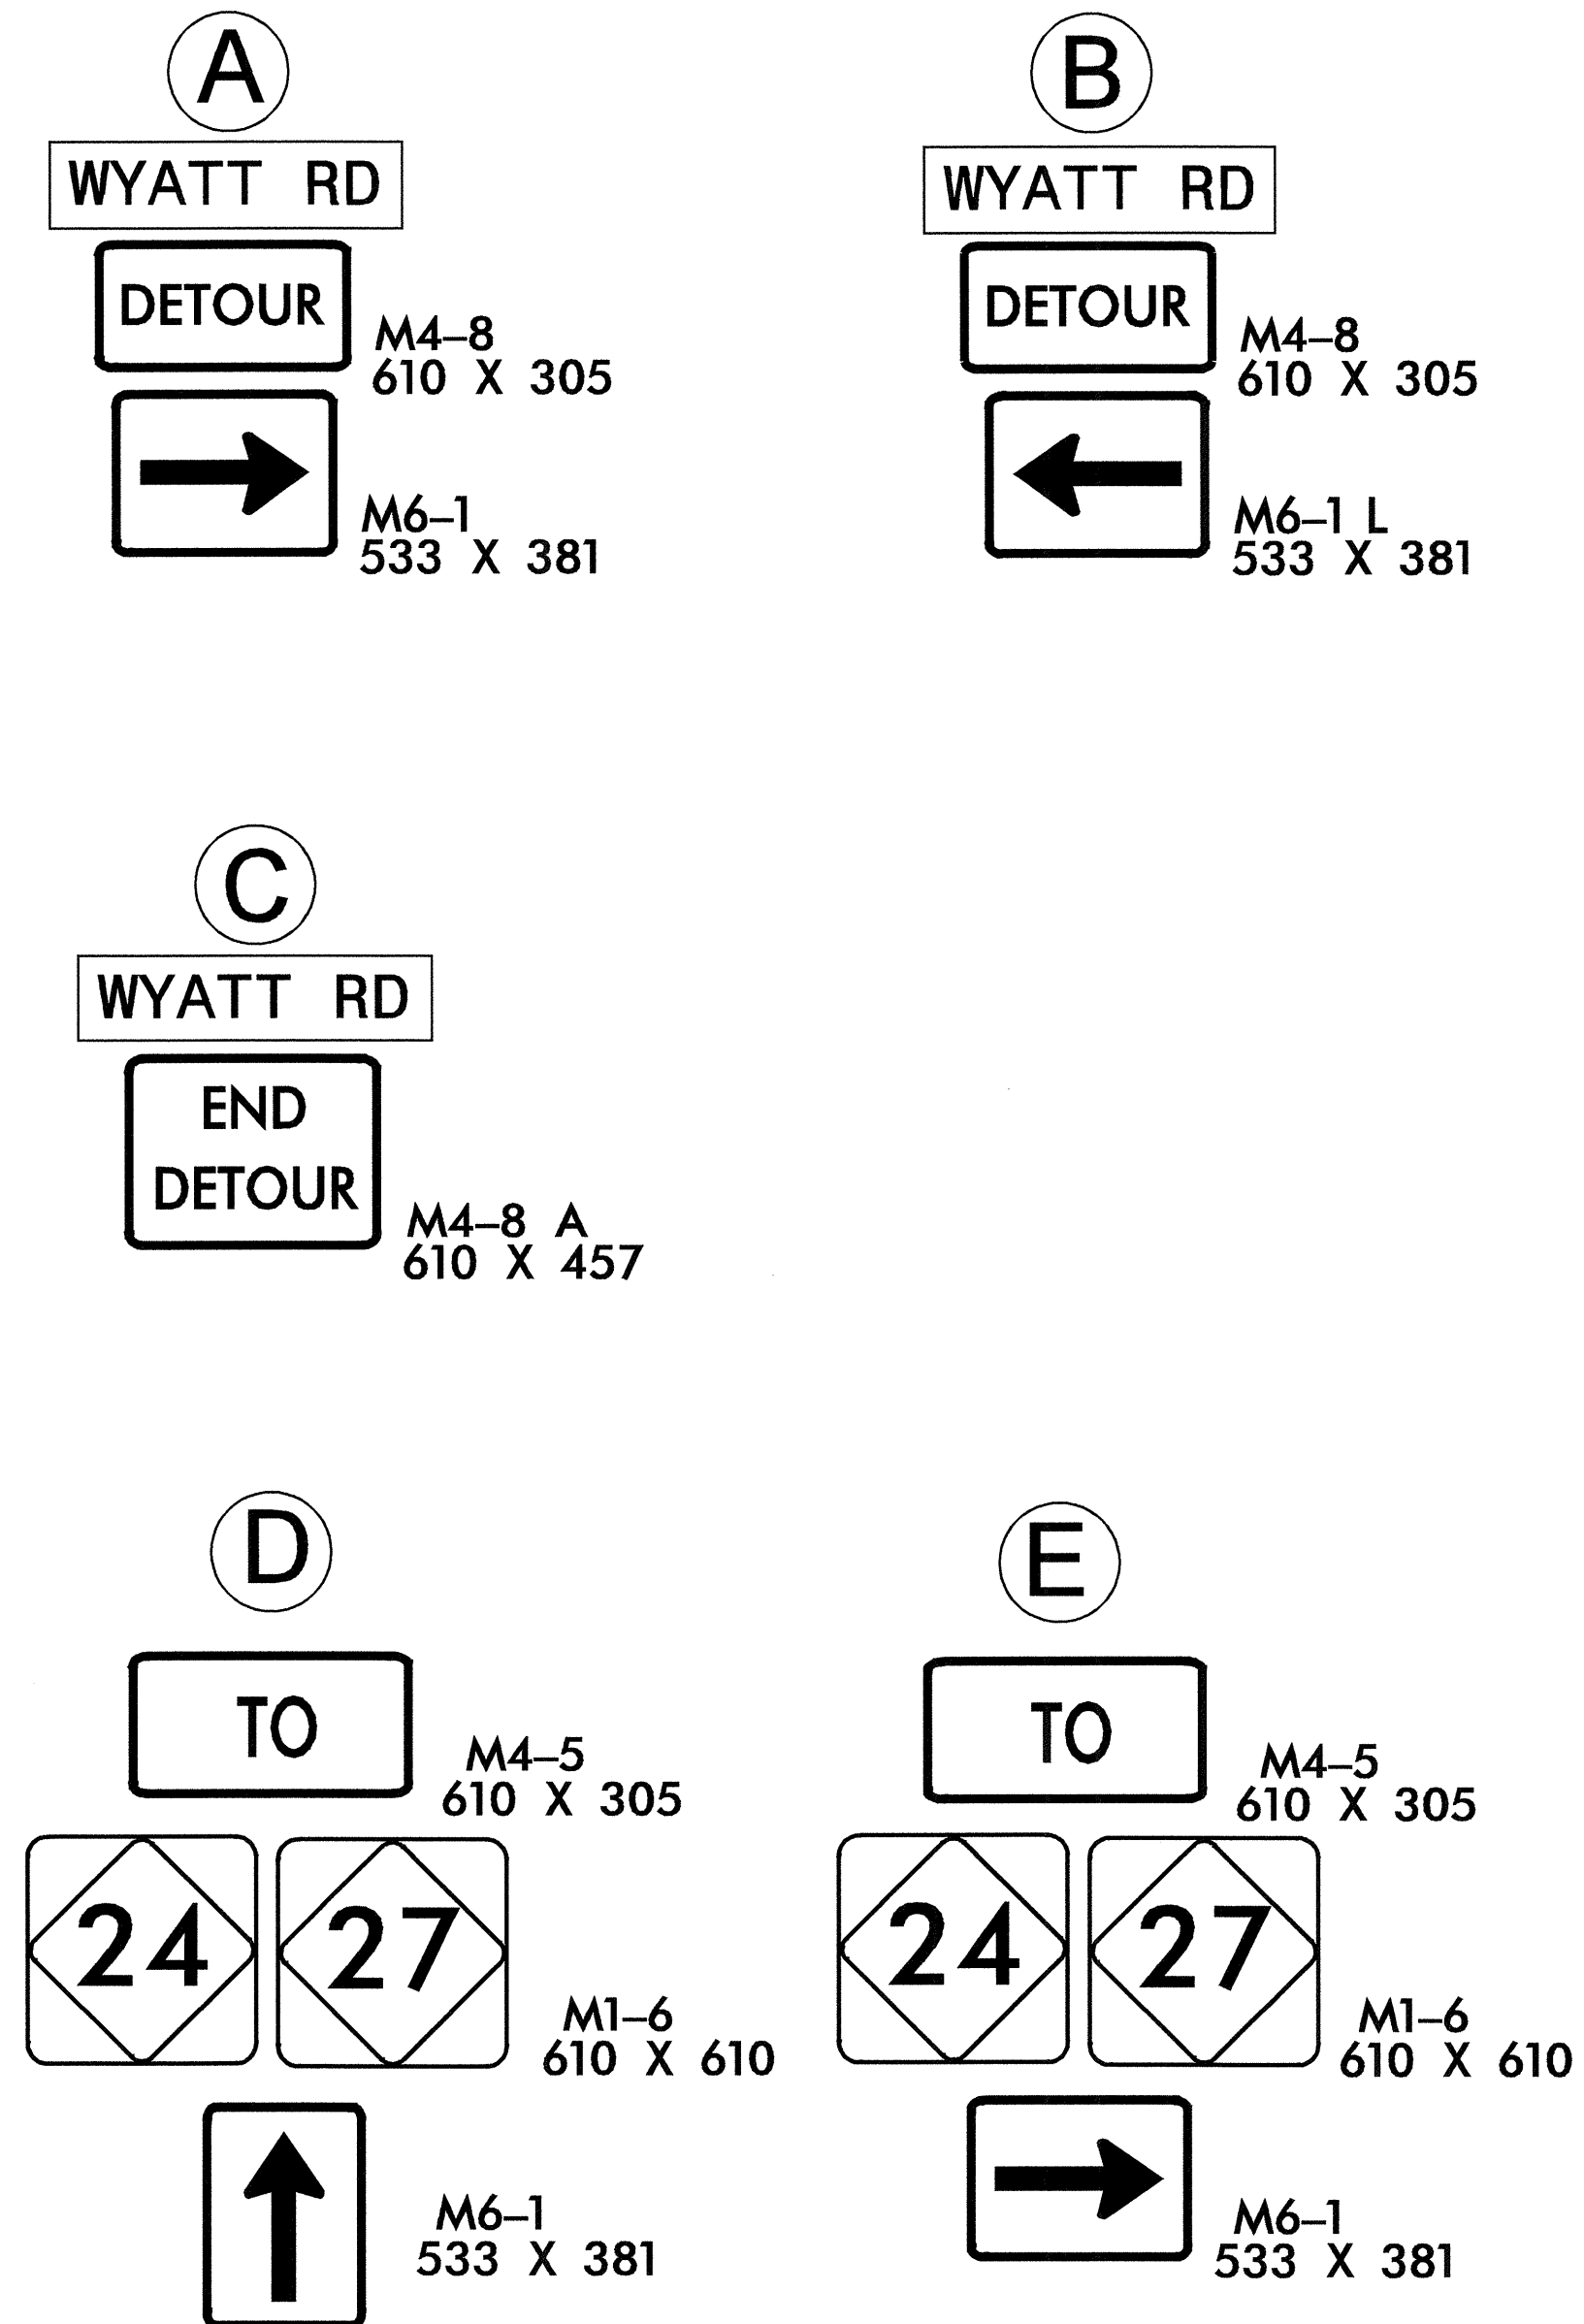 A
WYATT RD
DETOUR
M4-8
610 X 305
M6-1
533 X 381
B
WYATT RD
DETOUR
M4-8
610 X 305
M6-1 L
533 X 381
C
WYATT RD
END
DETOUR
M4-8 A
610 X 457
D
TO
M4-5
610 X 305
24 27
M1-6
610 X 610
M6-1
533 X 381
E
TO
M4-5
610 X 305
24 27
M1-6
610 X 610
M6-1
533 X 381